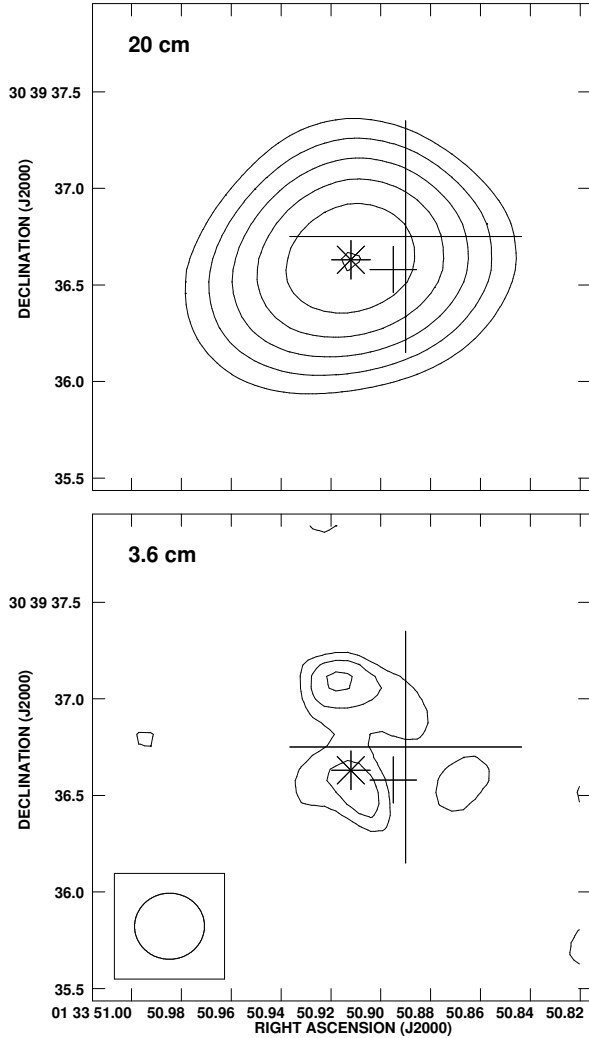 20 cm
30 39 37.5
37.0
36.5
36.0
35.5
DECLINATION (J2000)
3.6 cm
30 39 37.5
37.0
36.5
36.0
35.5
DECLINATION (J2000)
01 33 51.00 50.98 50.96 50.94 50.92 50.90 50.88 50.86 50.84 50.82
RIGHT ASCENSION (J2000)